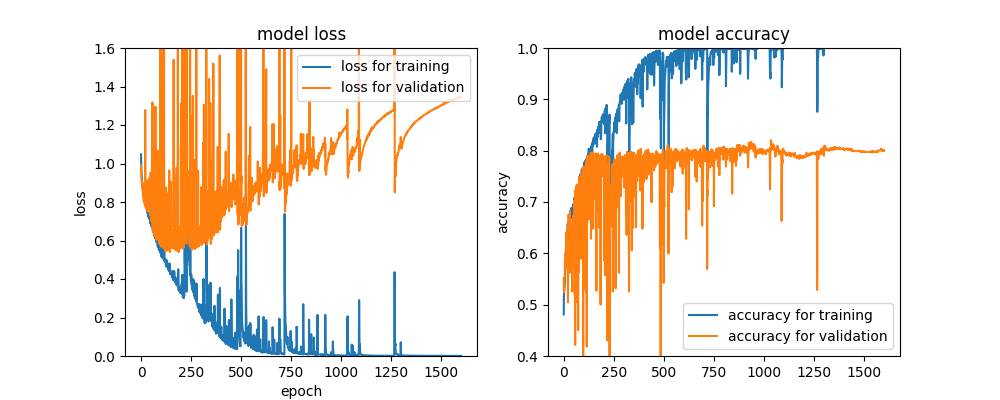 model loss
loss
1.6
1.4
1.2
1.0
0.8
0.6
0.4
0.2
0.0
loss for training
loss for validation
0 250 500 750 1000 1250 1500
epoch
model accuracy
accuracy
1.0
0.9
0.8
0.7
0.6
0.5
0.4
accuracy for training
accuracy for validation
0 250 500 750 1000 1250 1500